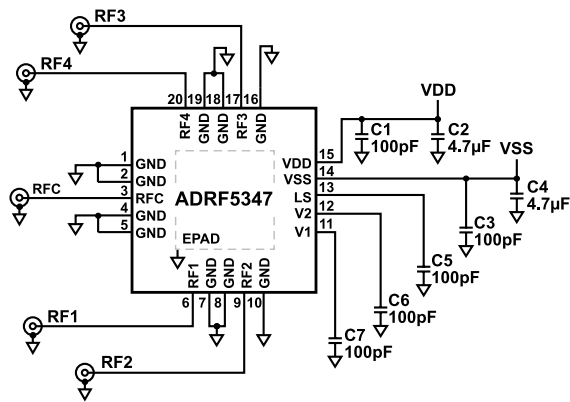 RF3
RF4
20 19 18 17 16
RF4 GND GND RF3 GND
VDD
C1
100pF
C2
4.7µF
VSS
1 GND
2 GND
3 RFC
4 GND
5 GND
RFC
ADRF5347
EPAD
VDD 15
VSS 14
LS 13
V2 12
V1 11
C4
4.7µF
C3
100pF
C5
100pF
C6
100pF
C7
100pF
RF1 GND GND RF2 GND
6 7 8 9 10
RF1
RF2